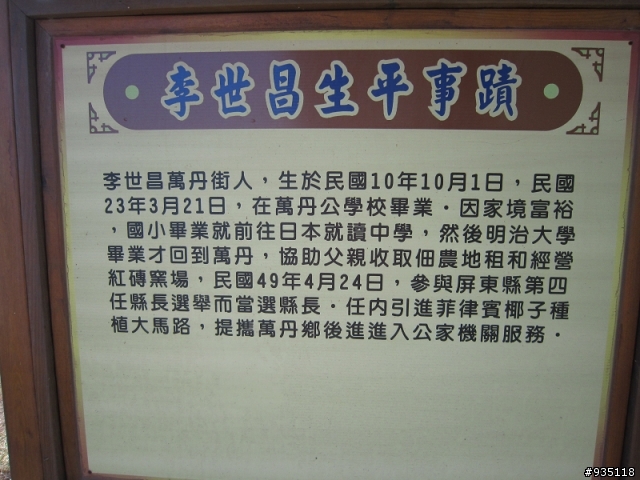 李世昌生平事蹟
李世昌萬丹街人，生於民國10年10月1日，民國
23年3月21日，在萬丹公學校畢業．因家境富裕
，國小畢業就前往日本就讀中學，然後明治大學
畢業才回到萬丹，協助父親收取佃農地租和經營
紅磚窯場，民國49年4月24日，參與屏東縣第四
任縣長選舉而當選縣長．任內引進菲律賓椰子種
植大馬路，提攜萬丹鄉後進進入公家機關服務．
#935118